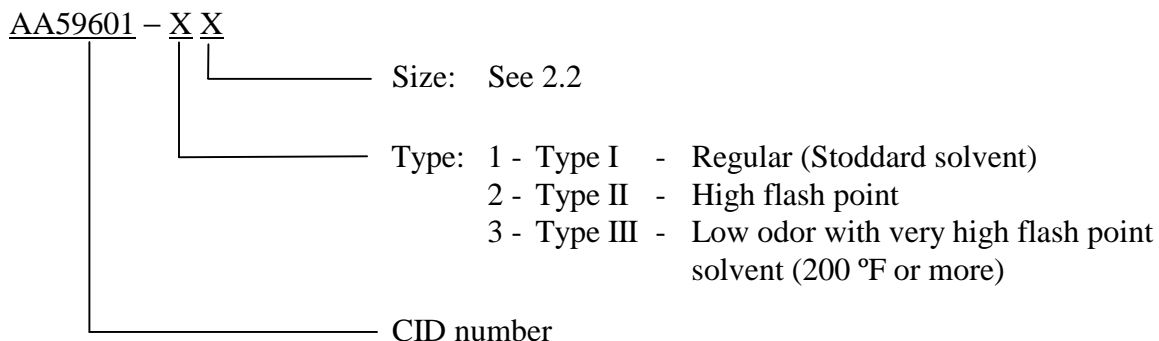 AA59601 – X X
Size: See 2.2
Type: 1 - Type I - Regular (Stoddard solvent)
2 - Type II - High flash point
3 - Type III - Low odor with very high flash point
solvent (200 ºF or more)
CID number